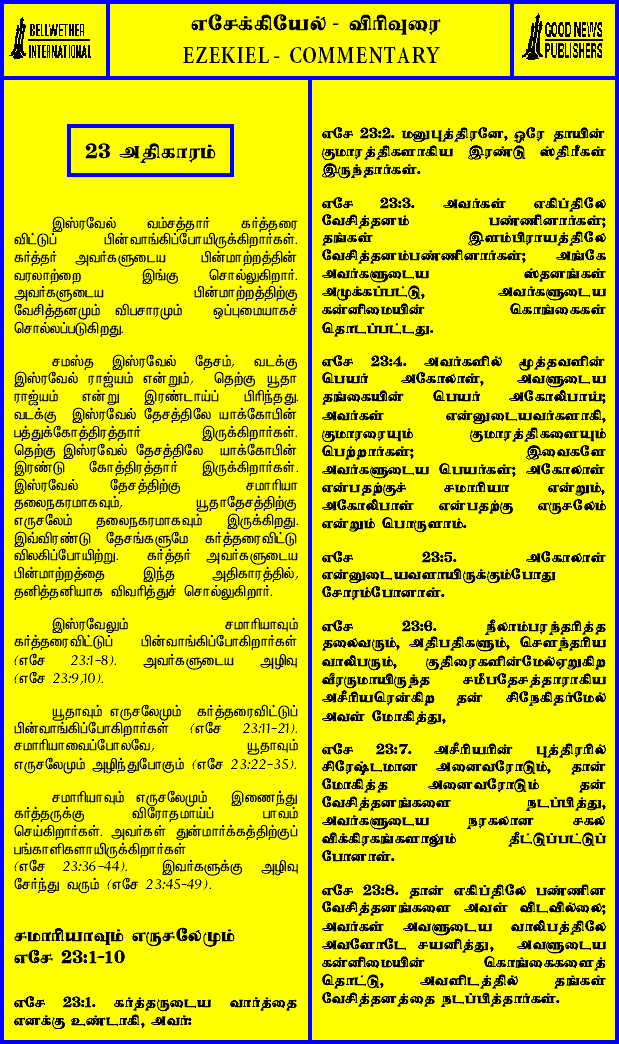 BELLWETHER
INTERNATIONAL
எசேக்கியேல் - விரிவுரை
EZEKIEL - COMMENTARY
GOOD NEWS
PUBLISHERS
23 அதிகாரம்
இஸ்ரவேல் வம்சத்தார் கர்த்தரை
விட்டுப் பின்வாங்கிப்போயிருக்கிறார்கள்.
கர்த்தர் அவர்களுடைய பின்மாற்றத்தின்
வரலாற்றை இங்கு சொல்லுகிறார்.
அவர்களுடைய பின்மாற்றத்திற்கு
வேசித்தனமும் விபசாரமும் ஒப்புமையாகச்
சொல்லப்படுகிறது.
சமஸ்த இஸ்ரவேல் தேசம், வடக்கு
இஸ்ரவேல் ராஜ்யம் என்றும், தெற்கு யூதா
ராஜ்யம் என்று இரண்டாய்ப் பிரிந்தது.
வடக்கு இஸ்ரவேல் தேசத்திலே யாக்கோபின்
பத்துக்கோத்திரத்தார் இருக்கிறார்கள்.
தெற்கு இஸ்ரவேல் தேசத்திலே யாக்கோபின்
இரண்டு கோத்திரத்தார் இருக்கிறார்கள்.
இஸ்ரவேல் தேசத்திற்கு சமாரியா
தலைநகரமாகவும், யூதாதேசத்திற்கு
எருசலேம் தலைநகரமாகவும் இருக்கிறது.
இவ்விரண்டு தேசங்களுமே கர்த்தரைவிட்டு
விலகிப்போயிற்று. கர்த்தர் அவர்களுடைய
பின்மாற்றத்தை இந்த அதிகாரத்தில்,
தனித்தனியாக விவரித்துச் சொல்லுகிறார்.
இஸ்ரவேலும் சமாரியாவும்
கர்த்தரைவிட்டுப் பின்வாங்கிப்போகிறார்கள்
(எசே 23:1-8). அவர்களுடைய அழிவு
(எசே 23:9,10).
யூதாவும் எருசலேமும் கர்த்தரைவிட்டுப்
பின்வாங்கிப்போகிறார்கள் (எசே 23:11-21).
சமாரியாவைப்போலவே, யூதாவும்
எருசலேமும் அழிந்துபோகும் (எசே 23:22-35).
சமாரியாவும் எருசலேமும் இணைந்து
கர்த்தருக்கு விரோதமாய்ப் பாவம்
செய்கிறார்கள். அவர்கள் துன்மார்க்கத்திற்குப்
பங்காளிகளாயிருக்கிறார்கள்
(எசே 23:36-44). இவர்களுக்கு அழிவு
சேர்ந்து வரும் (எசே 23:45-49).
சமாரியாவும் எருசலேமும்
எசே 23:1-10
எசே 23:1. கர்த்தருடைய வார்த்தை
எனக்கு உண்டாகி, அவர்:
எசே 23:2. மனுபுத்திரனே, ஒரே தாயின்
குமாரத்திகளாகிய இரண்டு ஸ்திரீகள்
இருந்தார்கள்.
எசே 23:3. அவர்கள் எகிப்திலே
வேசித்தனம் பண்ணினார்கள்;
தங்கள் இளம்பிராயத்திலே
வேசித்தனம்பண்ணினார்கள்; அங்கே
அவர்களுடைய ஸ்தனங்கள்
அமுக்கப்பட்டு, அவர்களுடைய
கன்னிமையின் கொங்கைகள்
தொடப்பட்டது.
எசே 23:4. அவர்களில் மூத்தவளின்
பெயர் அகோலாள், அவளுடைய
தங்கையின் பெயர் அகோலிபாய்;
அவர்கள் என்னுடையவர்களாகி,
குமாரரையும் குமாரத்திகளையும்
பெற்றார்கள்; இவைகளே
அவர்களுடைய பெயர்கள்; அகோலாள்
என்பதற்குச் சமாரியா என்றும்,
அகோலிபாள் என்பதற்கு எருசலேம்
என்றும் பொருளாம்.
எசே 23:5. அகோலாள்
என்னுடையவளாயிருக்கும்போது
சோரம்போனாள்.
எசே 23:6. நீலாம்பரந்தரித்த
தலைவரும், அதிபதிகளும், சௌந்தரிய
வாலிபரும், குதிரைகளின்மேல்ஏறுகிற
வீரருமாயிருந்த சமீபதேசத்தாராகிய
அசீரியரென்கிற தன் சிநேகிதர்மேல்
அவள் மோகித்து,
எசே 23:7. அசீரியரின் புத்திரரில்
சிரேஷ்டமான அனைவரோடும், தான்
மோகித்த அனைவரோடும் தன்
வேசித்தனங்களை நடப்பித்து,
அவர்களுடைய நரகலான சகல
விக்கிரகங்களாலும் தீட்டுப்பட்டுப்
போனாள்.
எசே 23:8. தான் எகிப்திலே பண்ணின
வேசித்தனங்களை அவள் விடவில்லை;
அவர்கள் அவளுடைய வாலிபத்திலே
அவளோடே சயனித்து, அவளுடைய
கன்னிமையின் கொங்கைகளைத்
தொட்டு, அவளிடத்தில் தங்கள்
வேசித்தனத்தை நடப்பித்தார்கள்.